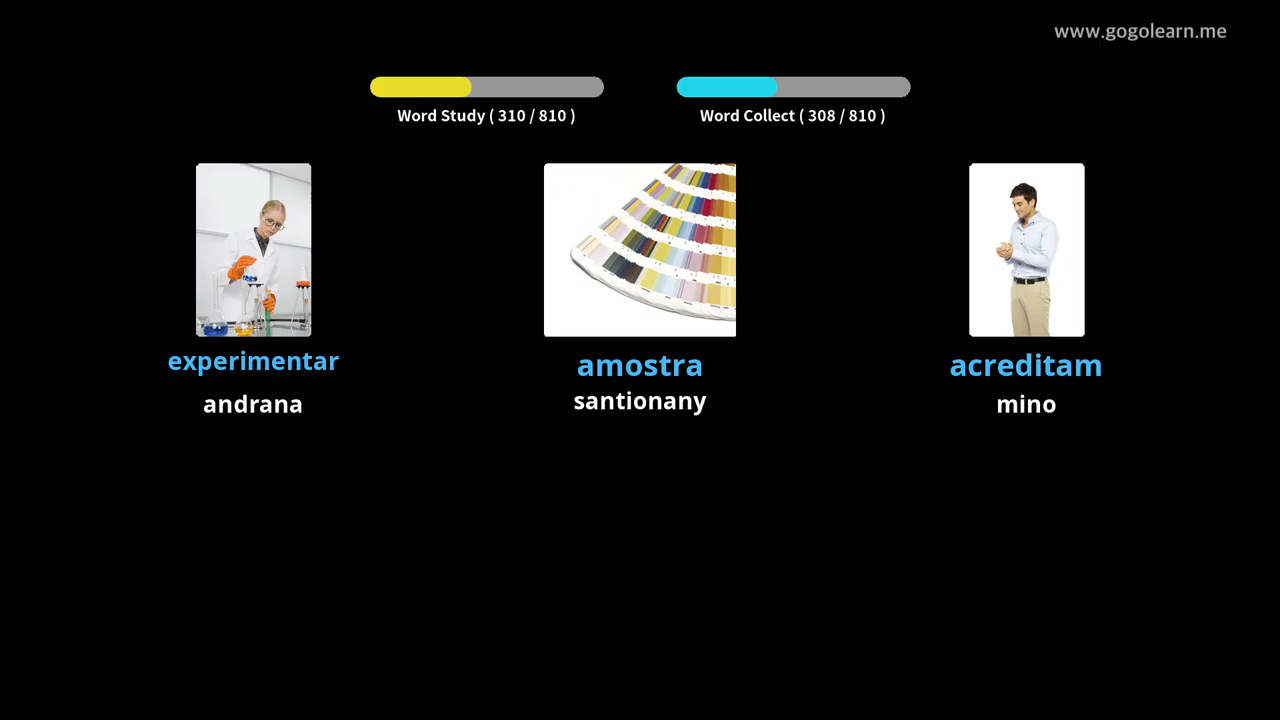 www.gogolearn.me
Word Study ( 310 / 810 )
Word Collect ( 308 / 810 )
experimentar
andrana
amostra
santionany
acreditam
mino